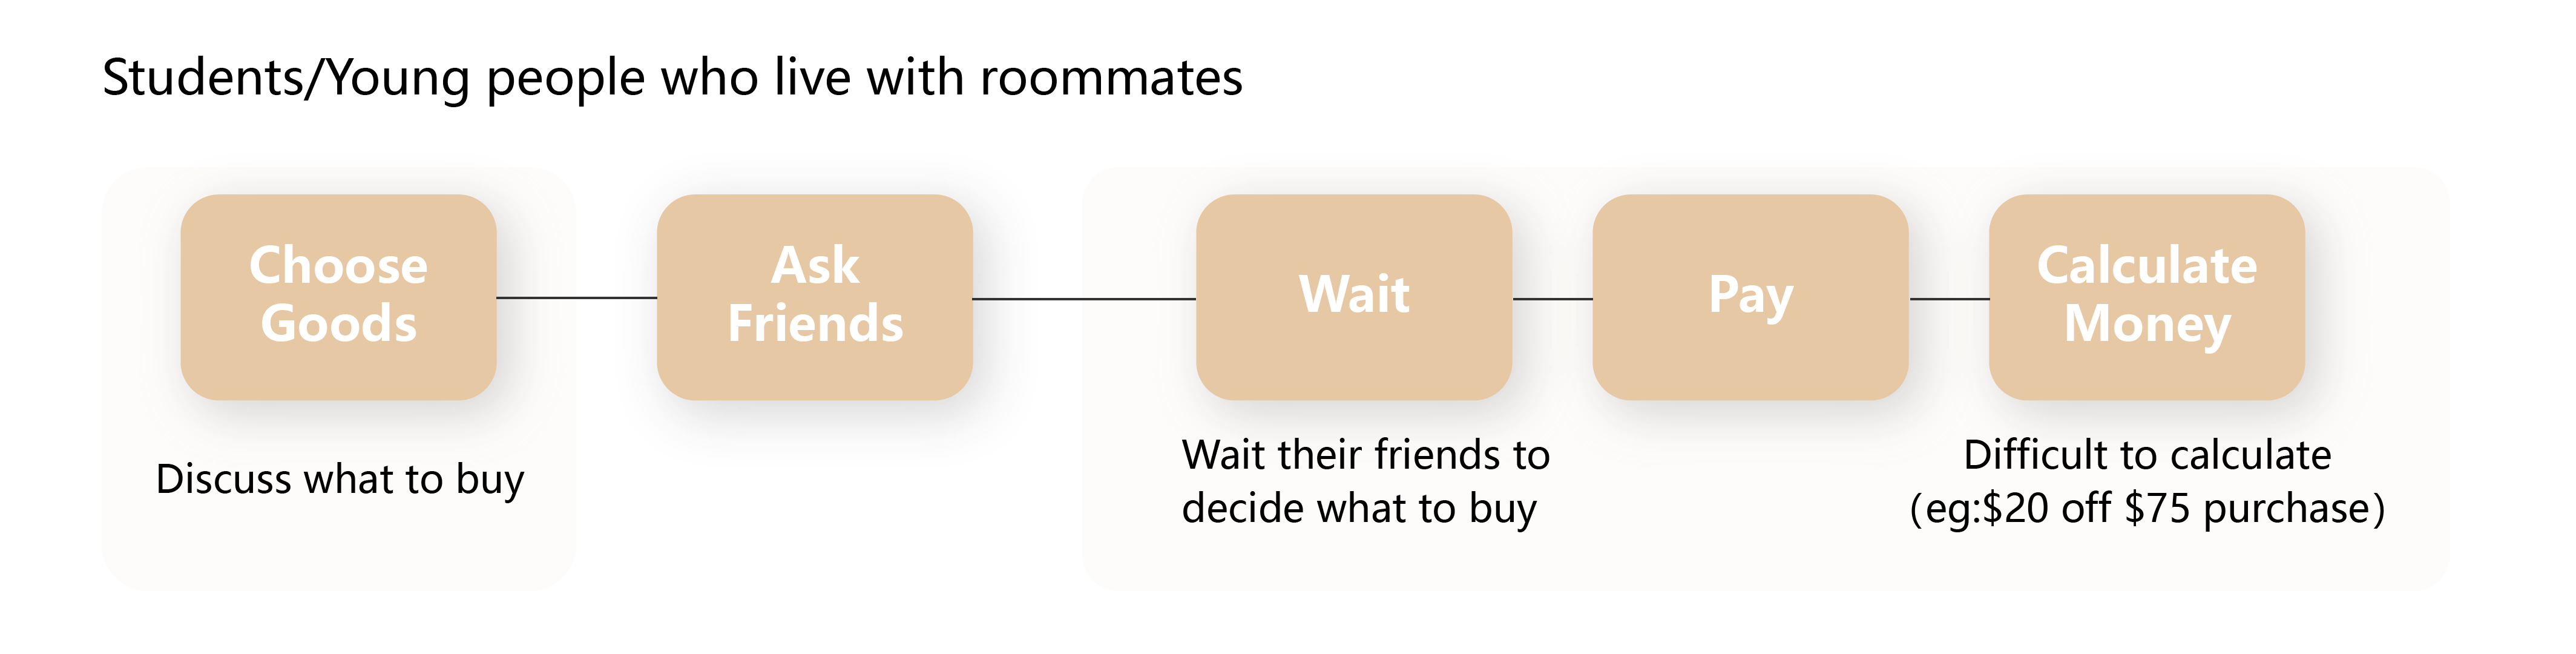 Students/Young people who live with roommates
Choose
Goods
Ask
Friends
Wait
Pay
Calculate
Money
Discuss what to buy
Wait their friends to
decide what to buy
Difficult to calculate
(eg:$20 off $75 purchase)